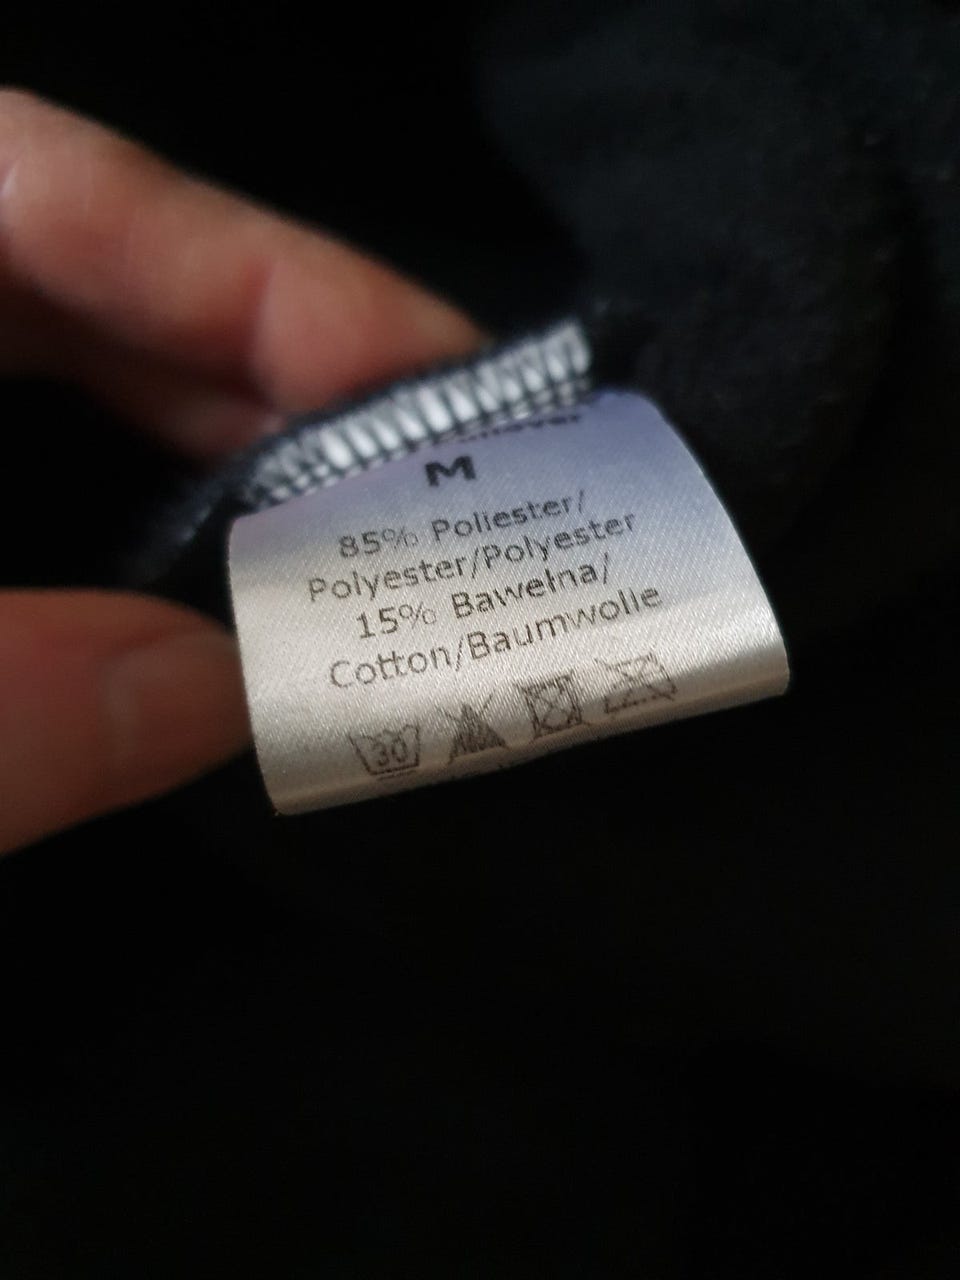 M
85% Poliester/
Polyester/Polyester
15% Bawełna/
Cotton/Baumwolle
30